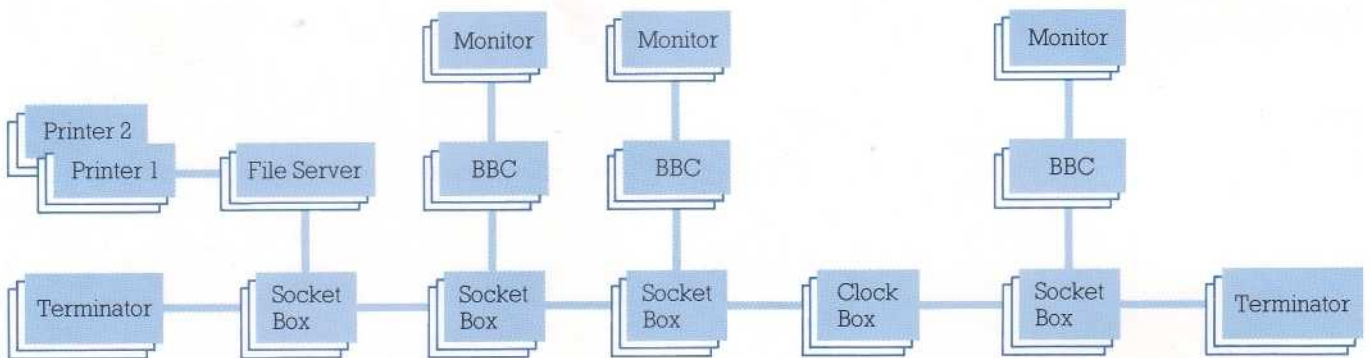 Monitor
Monitor
Monitor
Printer 2
Printer 1
File Server
BBC
BBC
BBC
Terminator
Socket
Box
Socket
Box
Socket
Box
Clock
Box
Socket
Box
Terminator